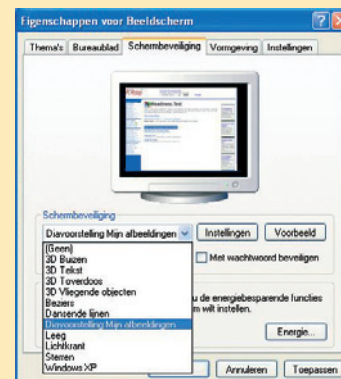 Eigenschappen voor Beeldscherm
Thema's Bureaublad Schermbeveiliging Vormgeving Instellingen
Schermbeveiliging
Diavoorstelling Mijn afbeeldingen Instellingen Voorbeeld
(Geen)
3D Buizen
3D Tekst
3D Toverdoos
3D Vliegende objecten
Beziers
Dansende lijnen
Diavoorstelling Mijn afbeeldingen
Leeg
Lichtkrant
Sterren
Windows XP
Met wachtwoord beveiligen
u de energiebesparende functies
m wilt instellen.
Energie...
Annuleren Toepassen